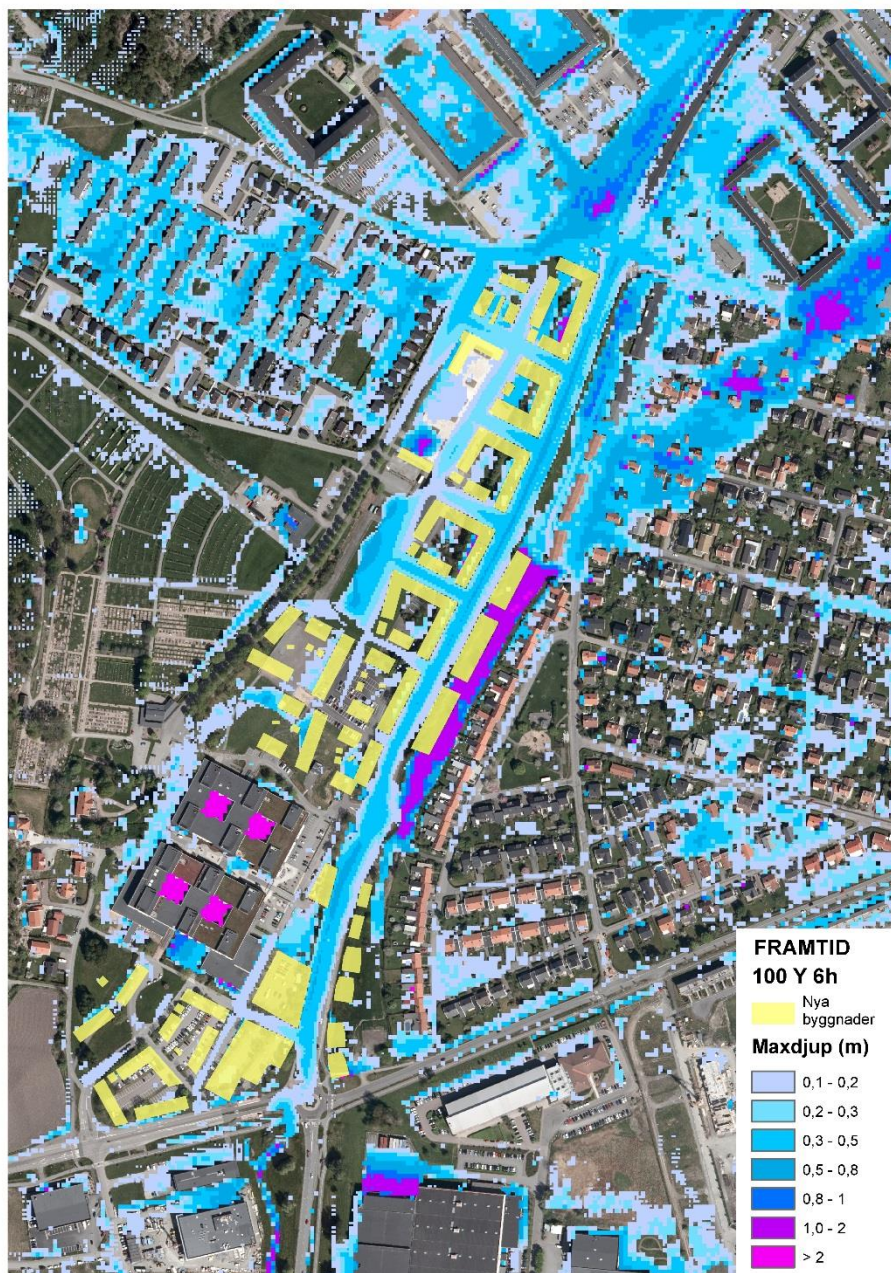 FRAMTID
100 Y 6h
Nya
byggnader
Maxdjup (m)
0,1 - 0,2
0,2 - 0,3
0,3 - 0,5
0,5 - 0,8
0,8 - 1
1,0 - 2
> 2